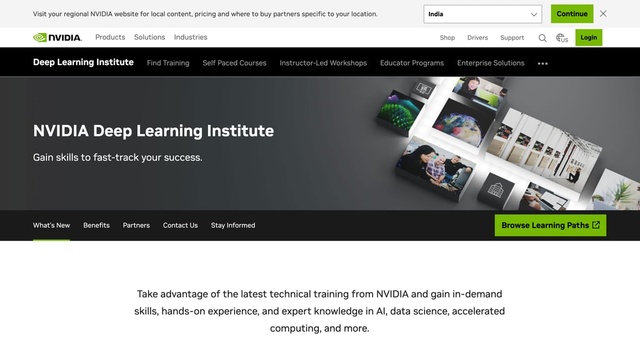 Visit your regional NVIDIA website for local content, pricing and where to buy partners specific to your location.
India
Continue
NVIDIA
Products Solutions Industries
Shop Drivers Support US Login
Deep Learning Institute
Find Training Self Paced Courses Instructor-Led Workshops Educator Programs Enterprise Solutions
NVIDIA Deep Learning Institute
Gain skills to fast-track your success.
What's New Benefits Partners Contact Us Stay Informed
Browse Learning Paths
Take advantage of the latest technical training from NVIDIA and gain in-demand
skills, hands-on experience, and expert knowledge in AI, data science, accelerated
computing, and more.